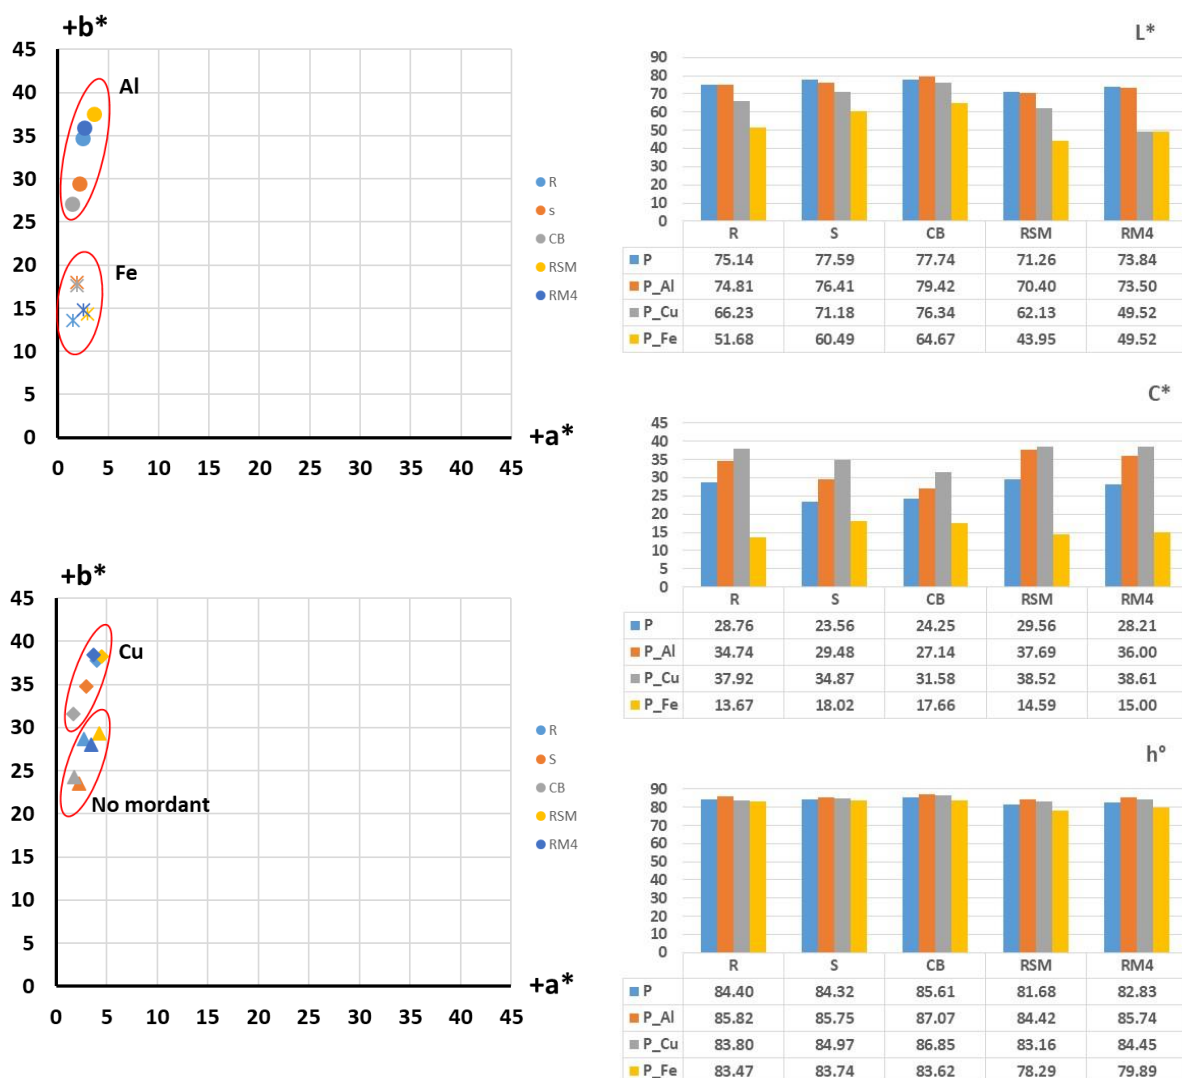 +b*
45
40
35
30
25
20
15
10
5
0
Al
Fe
R
s
CB
RSM
RM4
+a*
0 5 10 15 20 25 30 35 40 45
+b*
45
40
35
30
25
20
15
10
5
0
Cu
No mordant
R
S
CB
RSM
RM4
+a*
0 5 10 15 20 25 30 35 40 45
L*
90
80
70
60
50
40
30
20
10
0
R S CB RSM RM4
P 75.14 77.59 77.74 71.26 73.84
P_Al 74.81 76.41 79.42 70.40 73.50
P_Cu 66.23 71.18 76.34 62.13 49.52
P_Fe 51.68 60.49 64.67 43.95 49.52
C*
45
40
35
30
25
20
15
10
5
0
R S CB RSM RM4
P 28.76 23.56 24.25 29.56 28.21
P_Al 34.74 29.48 27.14 37.69 36.00
P_Cu 37.92 34.87 31.58 38.52 38.61
P_Fe 13.67 18.02 17.66 14.59 15.00
h°
90
80
70
60
50
40
30
20
10
0
R S CB RSM RM4
P 84.40 84.32 85.61 81.68 82.83
P_Al 85.82 85.75 87.07 84.42 85.74
P_Cu 83.80 84.97 86.85 83.16 84.45
P_Fe 83.47 83.74 83.62 78.29 79.89